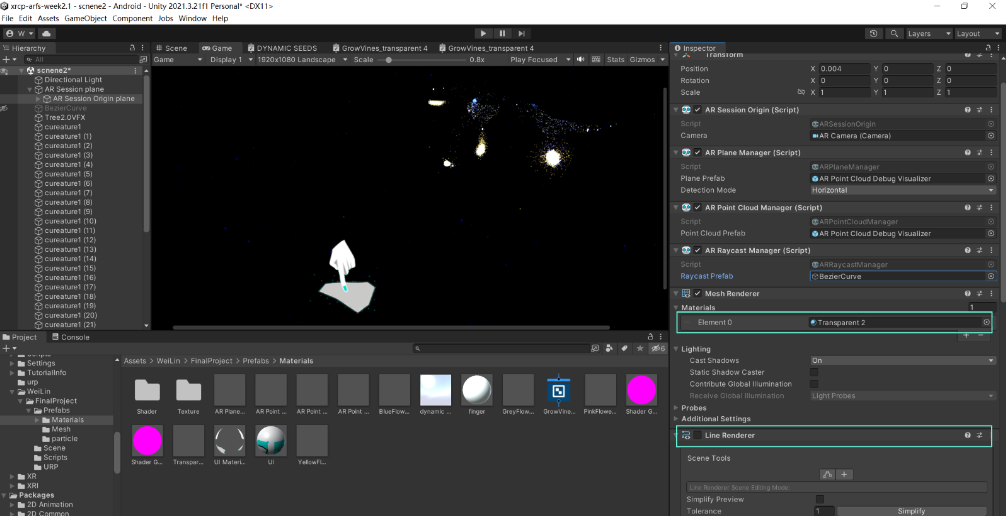 xrcp-arfs-week2.1 - scnene2 - Android - Unity 2021.3.21f1 Personal* <DX11>
File Edit Assets GameObject Component Jobs Window Help
W
Layers Layout
Hierarchy
Scene Game DYNAMIC SEEDS GrowVines_transparent 4 GrowVines_transparent 4
Inspector
All
Game Display 1 1920x1080 Landscape Scale 0.8x Play Focused Stats Gizmos
scnene2*
Directional Light
AR Session plane
AR Session Origin plane
BezierCurve
Tree2.0VFX
cureature1
cureature1 (1)
cureature1 (2)
cureature1 (3)
cureature1 (4)
cureature1 (5)
cureature1 (6)
cureature1 (7)
cureature1 (8)
cureature1 (9)
cureature1 (10)
cureature1 (11)
cureature1 (12)
cureature1 (13)
cureature1 (14)
cureature1 (15)
cureature1 (16)
cureature1 (17)
cureature1 (18)
cureature1 (19)
cureature1 (20)
cureature1 (21)
Transform
Position X 0.004 Y 0 Z 0
Rotation X 0 Y 0 Z 0
Scale X 1 Y 1 Z 1
AR Session Origin (Script)
Script ARSessionOrigin
Camera AR Camera (Camera)
AR Plane Manager (Script)
Script ARPlaneManager
Plane Prefab AR Point Cloud Debug Visualizer
Detection Mode Horizontal
AR Point Cloud Manager (Script)
Script ARPointCloudManager
Point Cloud Prefab AR Point Cloud Debug Visualizer
AR Raycast Manager (Script)
Script ARRaycastManager
Raycast Prefab BezierCurve
Mesh Renderer
Materials 1
Element 0 Transparent 2
Lighting
Cast Shadows On
Static Shadow Caster
Contribute Global Illumination
Receive Global Illumination Light Probes
Probes
Additional Settings
Line Renderer
Scene Tools
Line Renderer Scene Editing Mode
Simplify Preview
Tolerance 1 Simplify
Project Console
6
Scripts
Settings
TutorialInfo
urp
WeiLin
FinalProject
Prefabs
Materials
Mesh
particle
Scene
Scripts
URP
XR
XRI
Packages
2D Animation
2D Common
Assets > WeiLin > FinalProject > Prefabs > Materials
Shader Texture AR Plane... AR Point ... AR Point ... AR Point ... BlueFlow... dynamic ... finger GreyFlow... GrowVine... PinkFlowe... Shader G...
Shader G... Transpar... UI Materi... UI YellowFl...